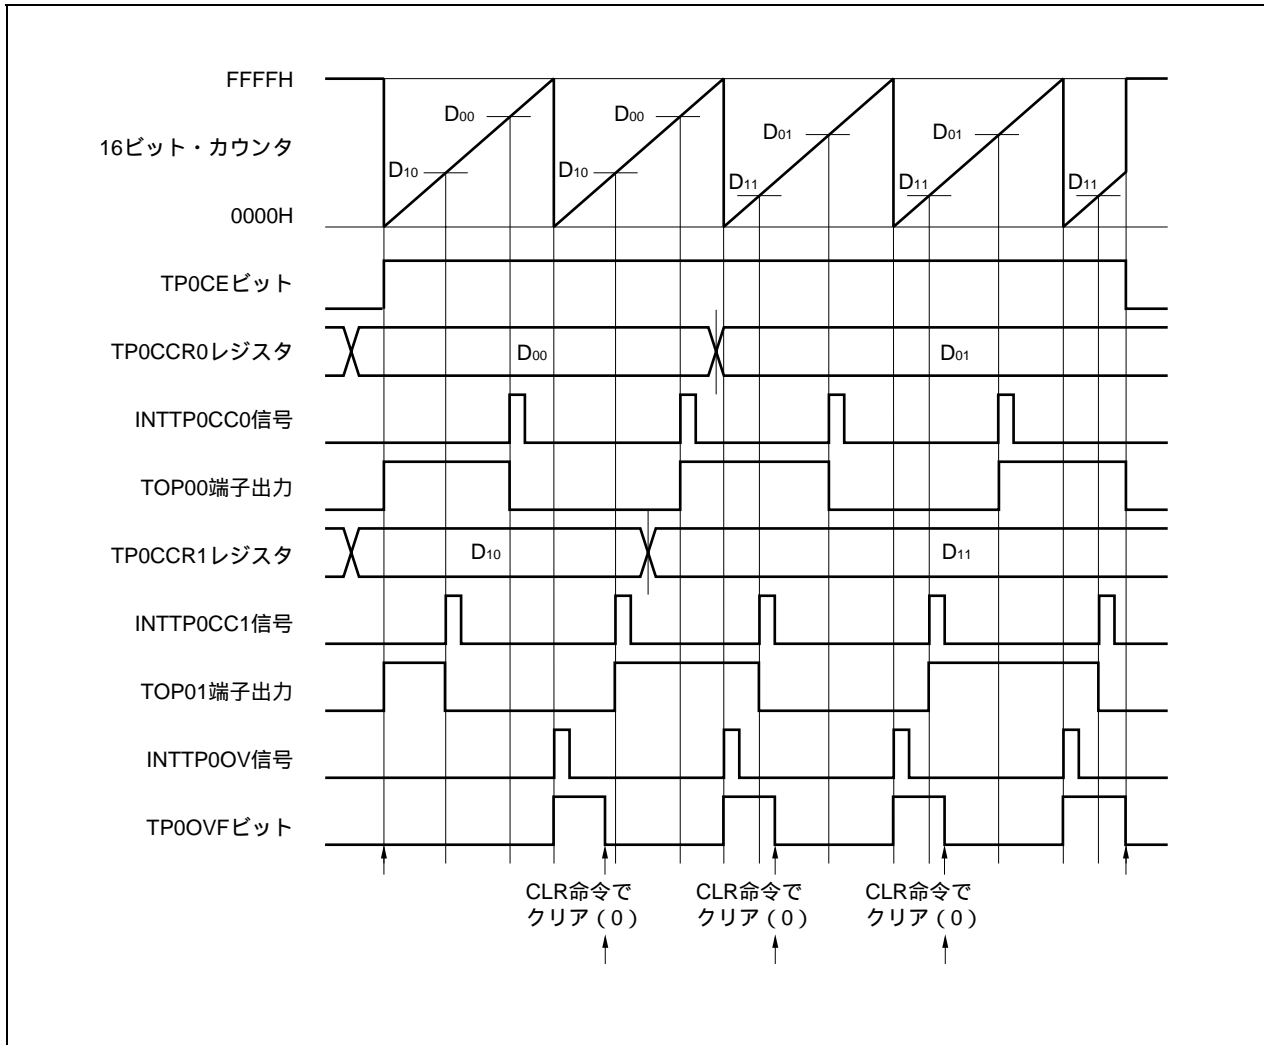 FFFFH
D00 D00
D01 D01
16ビット・カウンタ
D10 D10
D11 D11 D11
0000H
TP0CEビット
TP0CCR0レジスタ
D00 D01
INTTP0CC0信号
TOP00端子出力
TP0CCR1レジスタ
D10 D11
INTTP0CC1信号
TOP01端子出力
INTTP0OV信号
TP0OVFビット
CLR命令で CLR命令で CLR命令で
クリア(0) クリア(0) クリア(0)